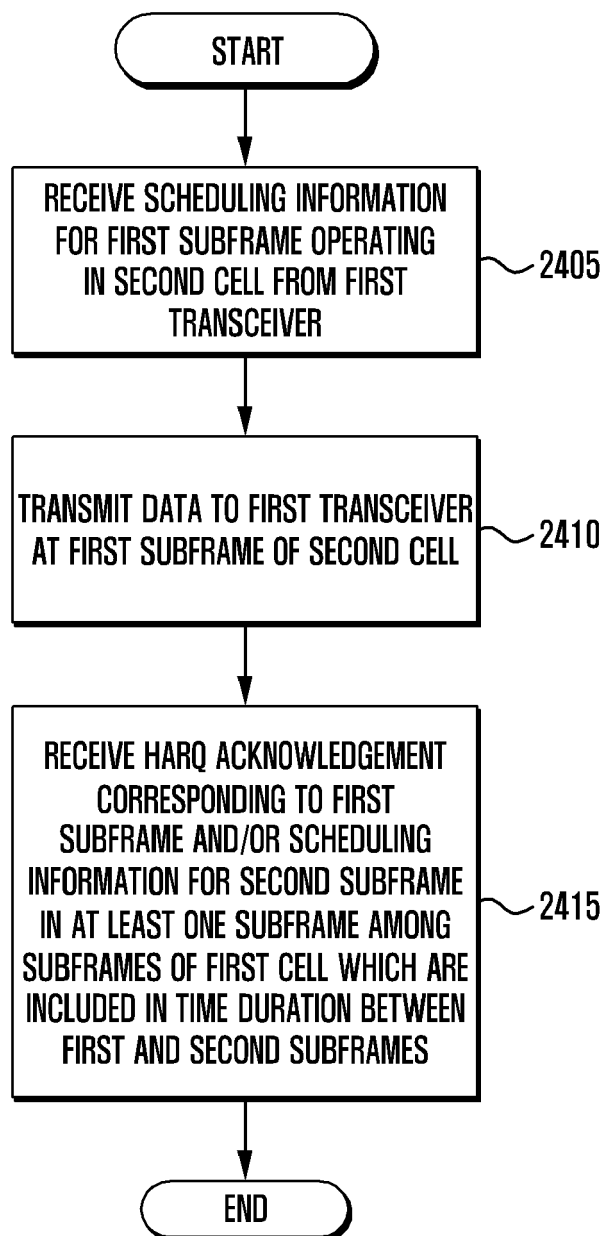 START
RECEIVE SCHEDULING INFORMATION
FOR FIRST SUBFRAME OPERATING
IN SECOND CELL FROM FIRST
TRANSCEIVER
2405
TRANSMIT DATA TO FIRST TRANSCEIVER
AT FIRST SUBFRAME OF SECOND CELL
2410
RECEIVE HARQ ACKNOWLEDGEMENT
CORRESPONDING TO FIRST
SUBFRAME AND/OR SCHEDULING
INFORMATION FOR SECOND SUBFRAME
IN AT LEAST ONE SUBFRAME AMONG
SUBFRAMES OF FIRST CELL WHICH ARE
INCLUDED IN TIME DURATION BETWEEN
FIRST AND SECOND SUBFRAMES
2415
END